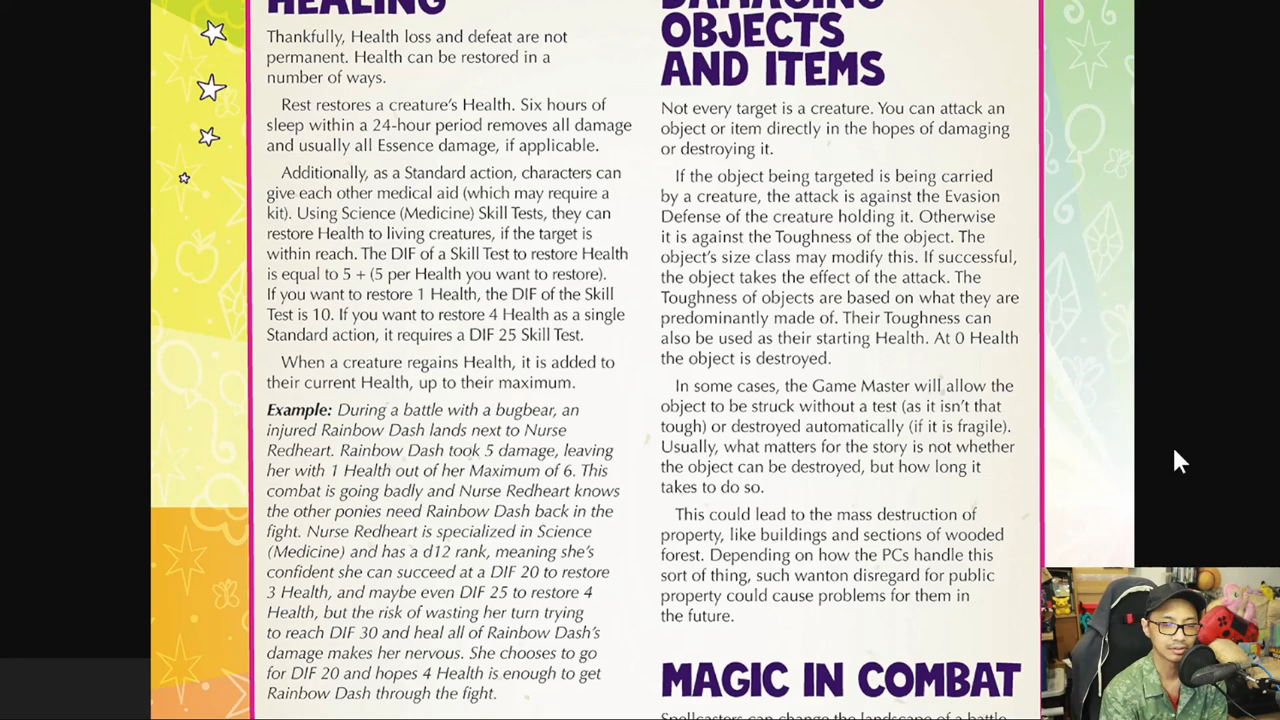 HEALING
Thankfully, Health loss and defeat are not
permanent. Health can be restored in a
number of ways.
Rest restores a creature's Health. Six hours of
sleep within a 24-hour period removes all damage
and usually all Essence damage, if applicable.
Additionally, as a Standard action, characters can
give each other medical aid (which may require a
kit). Using Science (Medicine) Skill Tests, they can
restore Health to living creatures, if the target is
within reach. The DIF of a Skill Test to restore Health
is equal to 5 + (5 per Health you want to restore).
If you want to restore 1 Health, the DIF of the Skill
Test is 10. If you want to restore 4 Health as a single
Standard action, it requires a DIF 25 Skill Test.
When a creature regains Health, it is added to
their current Health, up to their maximum.
Example: During a battle with a bugbear, an
injured Rainbow Dash lands next to Nurse
Redheart. Rainbow Dash took 5 damage, leaving
her with 1 Health out of her Maximum of 6. This
combat is going badly and Nurse Redheart knows
the other ponies need Rainbow Dash back in the
fight. Nurse Redheart is specialized in Science
(Medicine) and has a d12 rank, meaning she's
confident she can succeed at a DIF 20 to restore
3 Health, and maybe even DIF 25 to restore 4
Health, but the risk of wasting her turn trying
to reach DIF 30 and heal all of Rainbow Dash's
damage makes her nervous. She chooses to go
for DIF 20 and hopes 4 Health is enough to get
Rainbow Dash through the fight.
DAMAGING
OBJECTS
AND ITEMS
Not every target is a creature. You can attack an
object or item directly in the hopes of damaging
or destroying it.
If the object being targeted is being carried
by a creature, the attack is against the Evasion
Defense of the creature holding it. Otherwise
it is against the Toughness of the object. The
object's size class may modify this. If successful,
the object takes the effect of the attack. The
Toughness of objects are based on what they are
predominantly made of. Their Toughness can
also be used as their starting Health. At 0 Health
the object is destroyed.
In some cases, the Game Master will allow the
object to be struck without a test (as it isn't that
tough) or destroyed automatically (if it is fragile).
Usually, what matters for the story is not whether
the object can be destroyed, but how long it
takes to do so.
This could lead to the mass destruction of
property, like buildings and sections of wooded
forest. Depending on how the PCs handle this
sort of thing, such wanton disregard for public
property could cause problems for them in
the future.
MAGIC IN COMBAT
Spellcasters can change the landscape of a battle